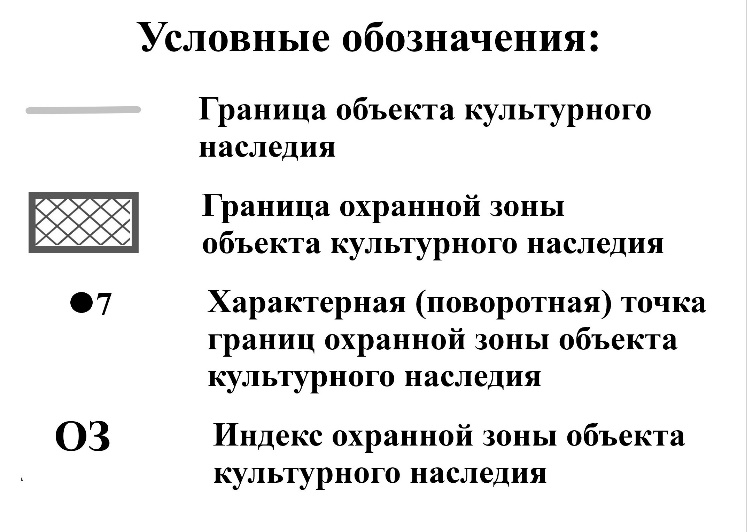 Условные обозначения:
Граница объекта культурного
наследия
Граница охранной зоны
объекта культурного наследия
7
Характерная (поворотная) точка
границ охранной зоны объекта
культурного наследия
ОЗ
Индекс охранной зоны объекта
культурного наследия